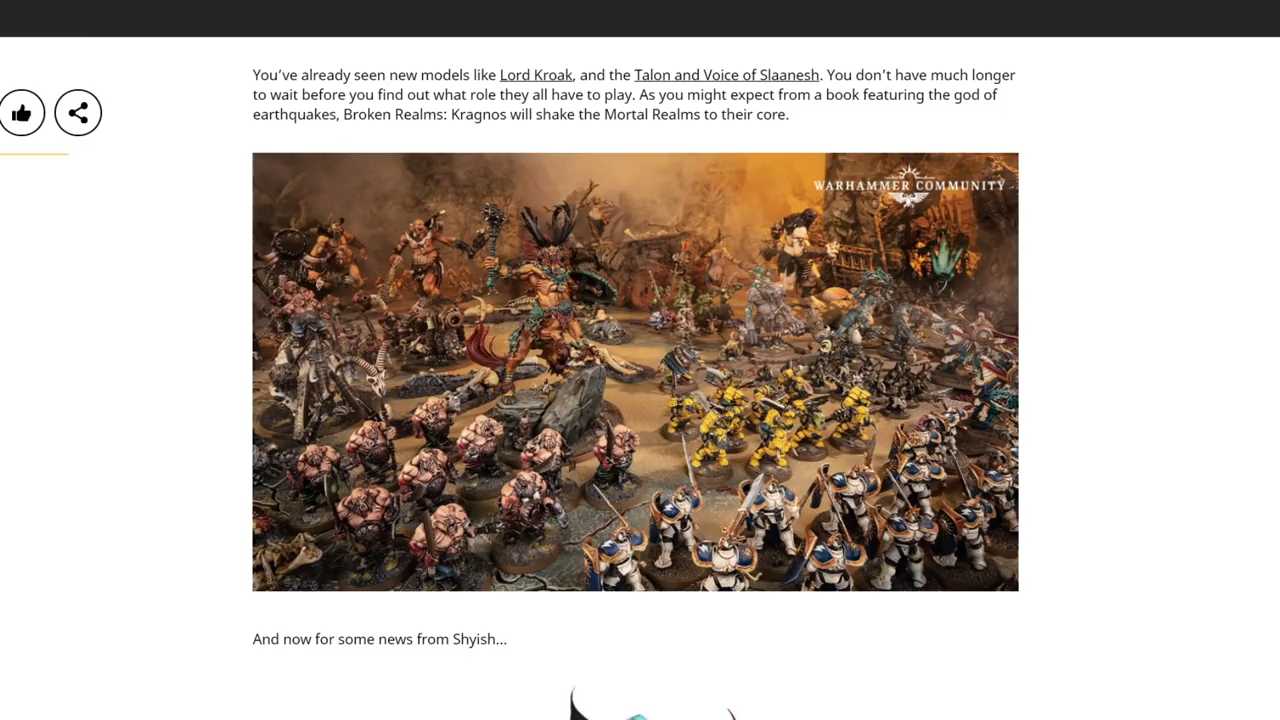 You’ve already seen new models like Lord Kroak, and the Talon and Voice of Slaanesh. You don’t have much longer
to wait before you find out what role they all have to play. As you might expect from a book featuring the god of
earthquakes, Broken Realms: Kragnos will shake the Mortal Realms to their core.
WARHAMMER COMMUNITY
And now for some news from Shyish...